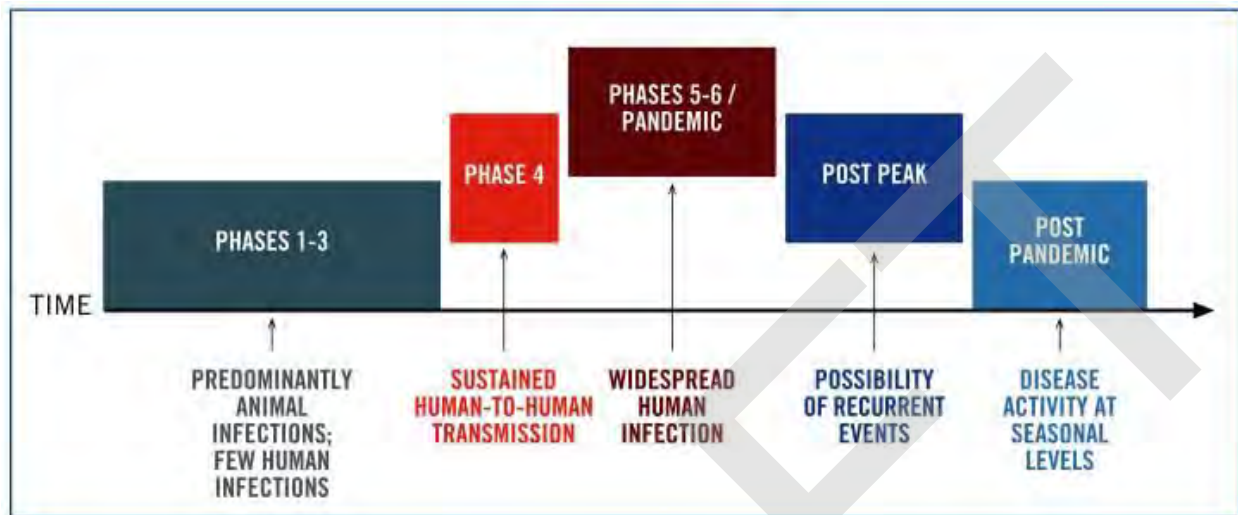 PHASES 5-6 /
PANDEMIC
PHASE 4
POST PEAK
PHASES 1-3
POST
PANDEMIC
TIME
PREDOMINANTLY
ANIMAL
INFECTIONS;
FEW HUMAN
INFECTIONS
SUSTAINED
HUMAN-TO-HUMAN
TRANSMISSION
WIDESPREAD
HUMAN
INFECTION
POSSIBILITY
OF RECURRENT
EVENTS
DISEASE
ACTIVITY AT
SEASONAL
LEVELS